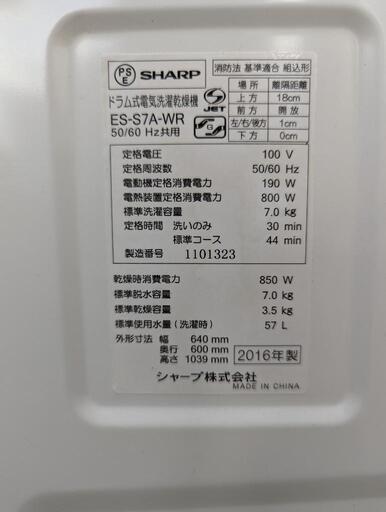 PS E
SHARP
ドラム式電気洗濯乾燥機
ES-S7A-WR
50/60 Hz共用
S JET
消防法 基準適合 組込形
場所 離隔距離
上方 18cm
前方 開放
左/右/後方 1cm
下方 0cm
定格電圧 100 V
定格周波数 50/60 Hz
電動機定格消費電力 190 W
電熱装置定格消費電力 800 W
標準洗濯容量 7.0 kg
定格時間 洗いのみ 30 min
標準コース 44 min
製造番号 1101323
乾燥時消費電力 850 W
標準脱水容量 7.0 kg
標準乾燥容量 3.5 kg
標準使用水量(洗濯時) 57 L
外形寸法 幅 640 mm
奥行 600 mm
高さ 1039 mm
2016年製
シャープ株式会社
MADE IN CHINA